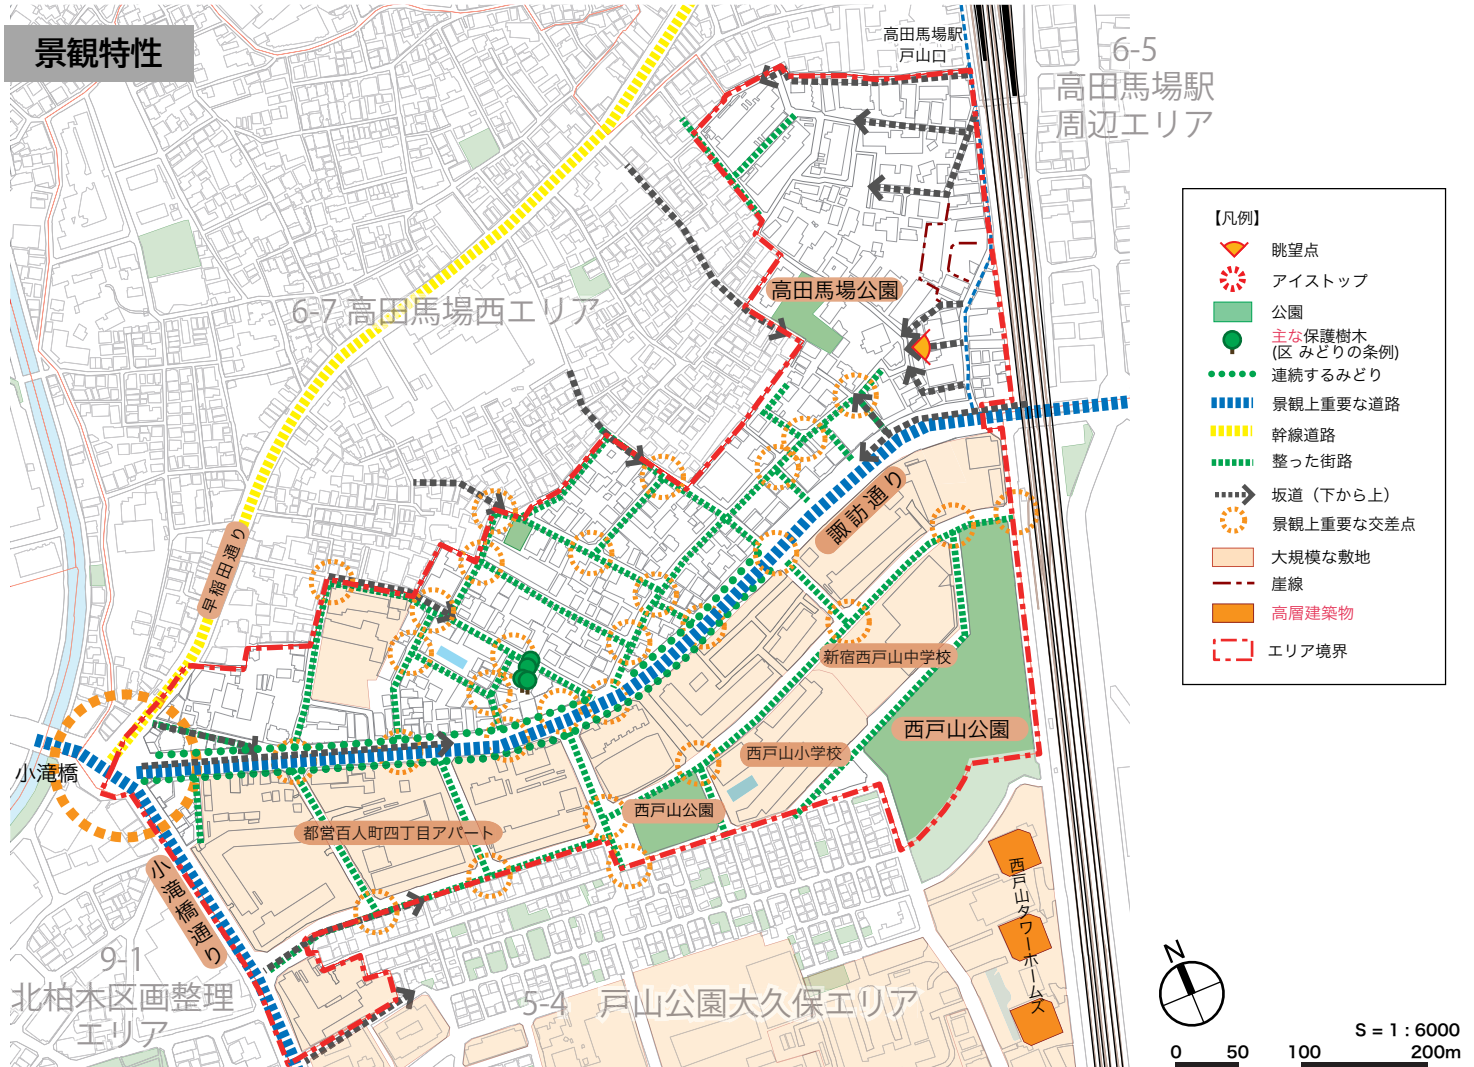 景観特性
高田馬場駅
戸山口
6-5
高田馬場駅
周辺エリア
6-7 高田馬場西エリア
高田馬場公園
諏訪通り
早稲田通り
新宿西戸山中学校
西戸山公園
西戸山小学校
西戸山公園
小滝橋
都営百人町四丁目アパート
小滝橋通り
西戸山タワーホームズ
9-1
北柏木区画整理
エリア
5-4 戸山公園大久保エリア
【凡例】
眺望点
アイストップ
公園
主な保護樹木
(区 みどりの条例)
連続するみどり
景観上重要な道路
幹線道路
整った街路
坂道（下から上）
景観上重要な交差点
大規模な敷地
崖線
高層建築物
エリア境界
N
S = 1 : 6000
0 50 100 200m